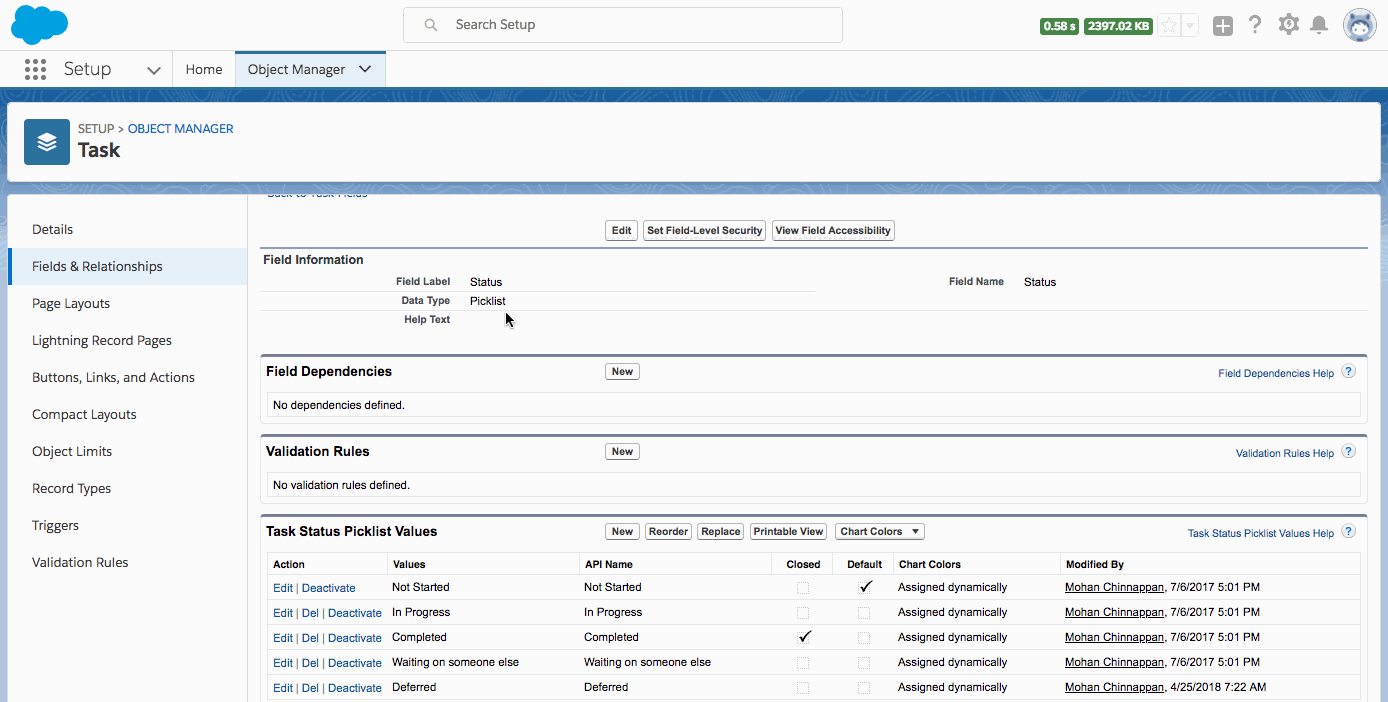 Search Setup
0.58 s 2397.02 KB
Setup Home Object Manager
SETUP > OBJECT MANAGER
Task
Back to Task Fields
Details
Fields & Relationships
Page Layouts
Lightning Record Pages
Buttons, Links, and Actions
Compact Layouts
Object Limits
Record Types
Triggers
Validation Rules
Edit Set Field-Level Security View Field Accessibility
Field Information
Field Label Status Field Name Status
Data Type Picklist
Help Text
Field Dependencies New Field Dependencies Help ?
No dependencies defined.
Validation Rules New Validation Rules Help ?
No validation rules defined.
Task Status Picklist Values New Reorder Replace Printable View Chart Colors Task Status Picklist Values Help ?
Action Values API Name Closed Default Chart Colors Modified By
Edit | Deactivate Not Started Not Started Assigned dynamically Mohan Chinnappan, 7/6/2017 5:01 PM
Edit | Del | Deactivate In Progress In Progress Assigned dynamically Mohan Chinnappan, 7/6/2017 5:01 PM
Edit | Del | Deactivate Completed Completed Assigned dynamically Mohan Chinnappan, 7/6/2017 5:01 PM
Edit | Del | Deactivate Waiting on someone else Waiting on someone else Assigned dynamically Mohan Chinnappan, 7/6/2017 5:01 PM
Edit | Del | Deactivate Deferred Deferred Assigned dynamically Mohan Chinnappan, 4/25/2018 7:22 AM